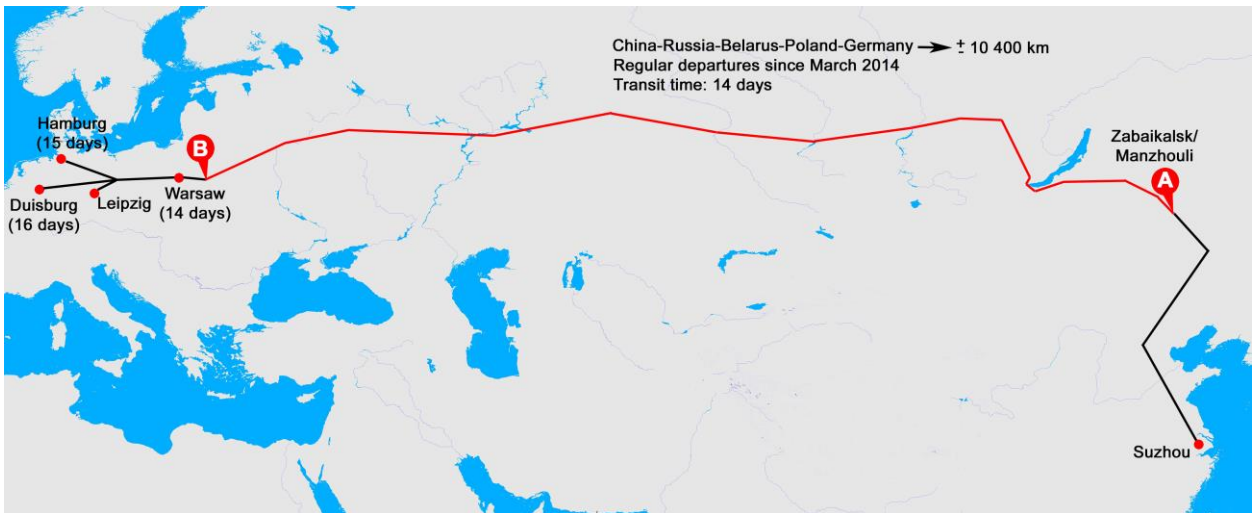 China-Russia-Belarus-Poland-Germany → ± 10 400 km
Regular departures since March 2014
Transit time: 14 days
Hamburg
(15 days)
B
Zabaikalsk/
Manzhouli
A
Duisburg
(16 days)
Leipzig
Warsaw
(14 days)
Suzhou